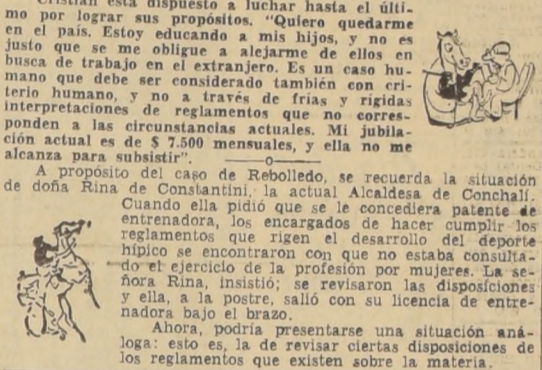 Cristián está dispuesto a luchar hasta el últi-
mo por lograr sus propósitos. "Quiero quedarme
en el país. Estoy educando a mis hijos, y no es
justo que se me obligue a alejarme de ellos en
busca de trabajo en el extranjero. Es un caso hu-
mano que debe ser considerado también con cri-
terio humano, y no a través de frías y rígidas
interpretaciones de reglamentos que no corres-
ponden a las circunstancias actuales. Mi jubila-
ción actual es de $ 7.500 mensuales, y ella no me
alcanza para subsistir".
A propósito del caso de Rebolledo, se recuerda la situación
de doña Rina de Constantini, la actual Alcaldesa de Conchalí.
Cuando ella pidió que se le concediera patente de
entrenadora, los encargados de hacer cumplir los
reglamentos que rigen el desarrollo del deporte
hípico se encontraron con que no estaba consulta-
do el ejercicio de la profesión por mujeres. La se-
ñora Rina, insistió; se revisaron las disposiciones
y ella, a la postre, salió con su licencia de entre-
nadora bajo el brazo.
Ahora, podría presentarse una situación aná-
loga: esto es, la de revisar ciertas disposiciones de
los reglamentos que existen sobre la materia.